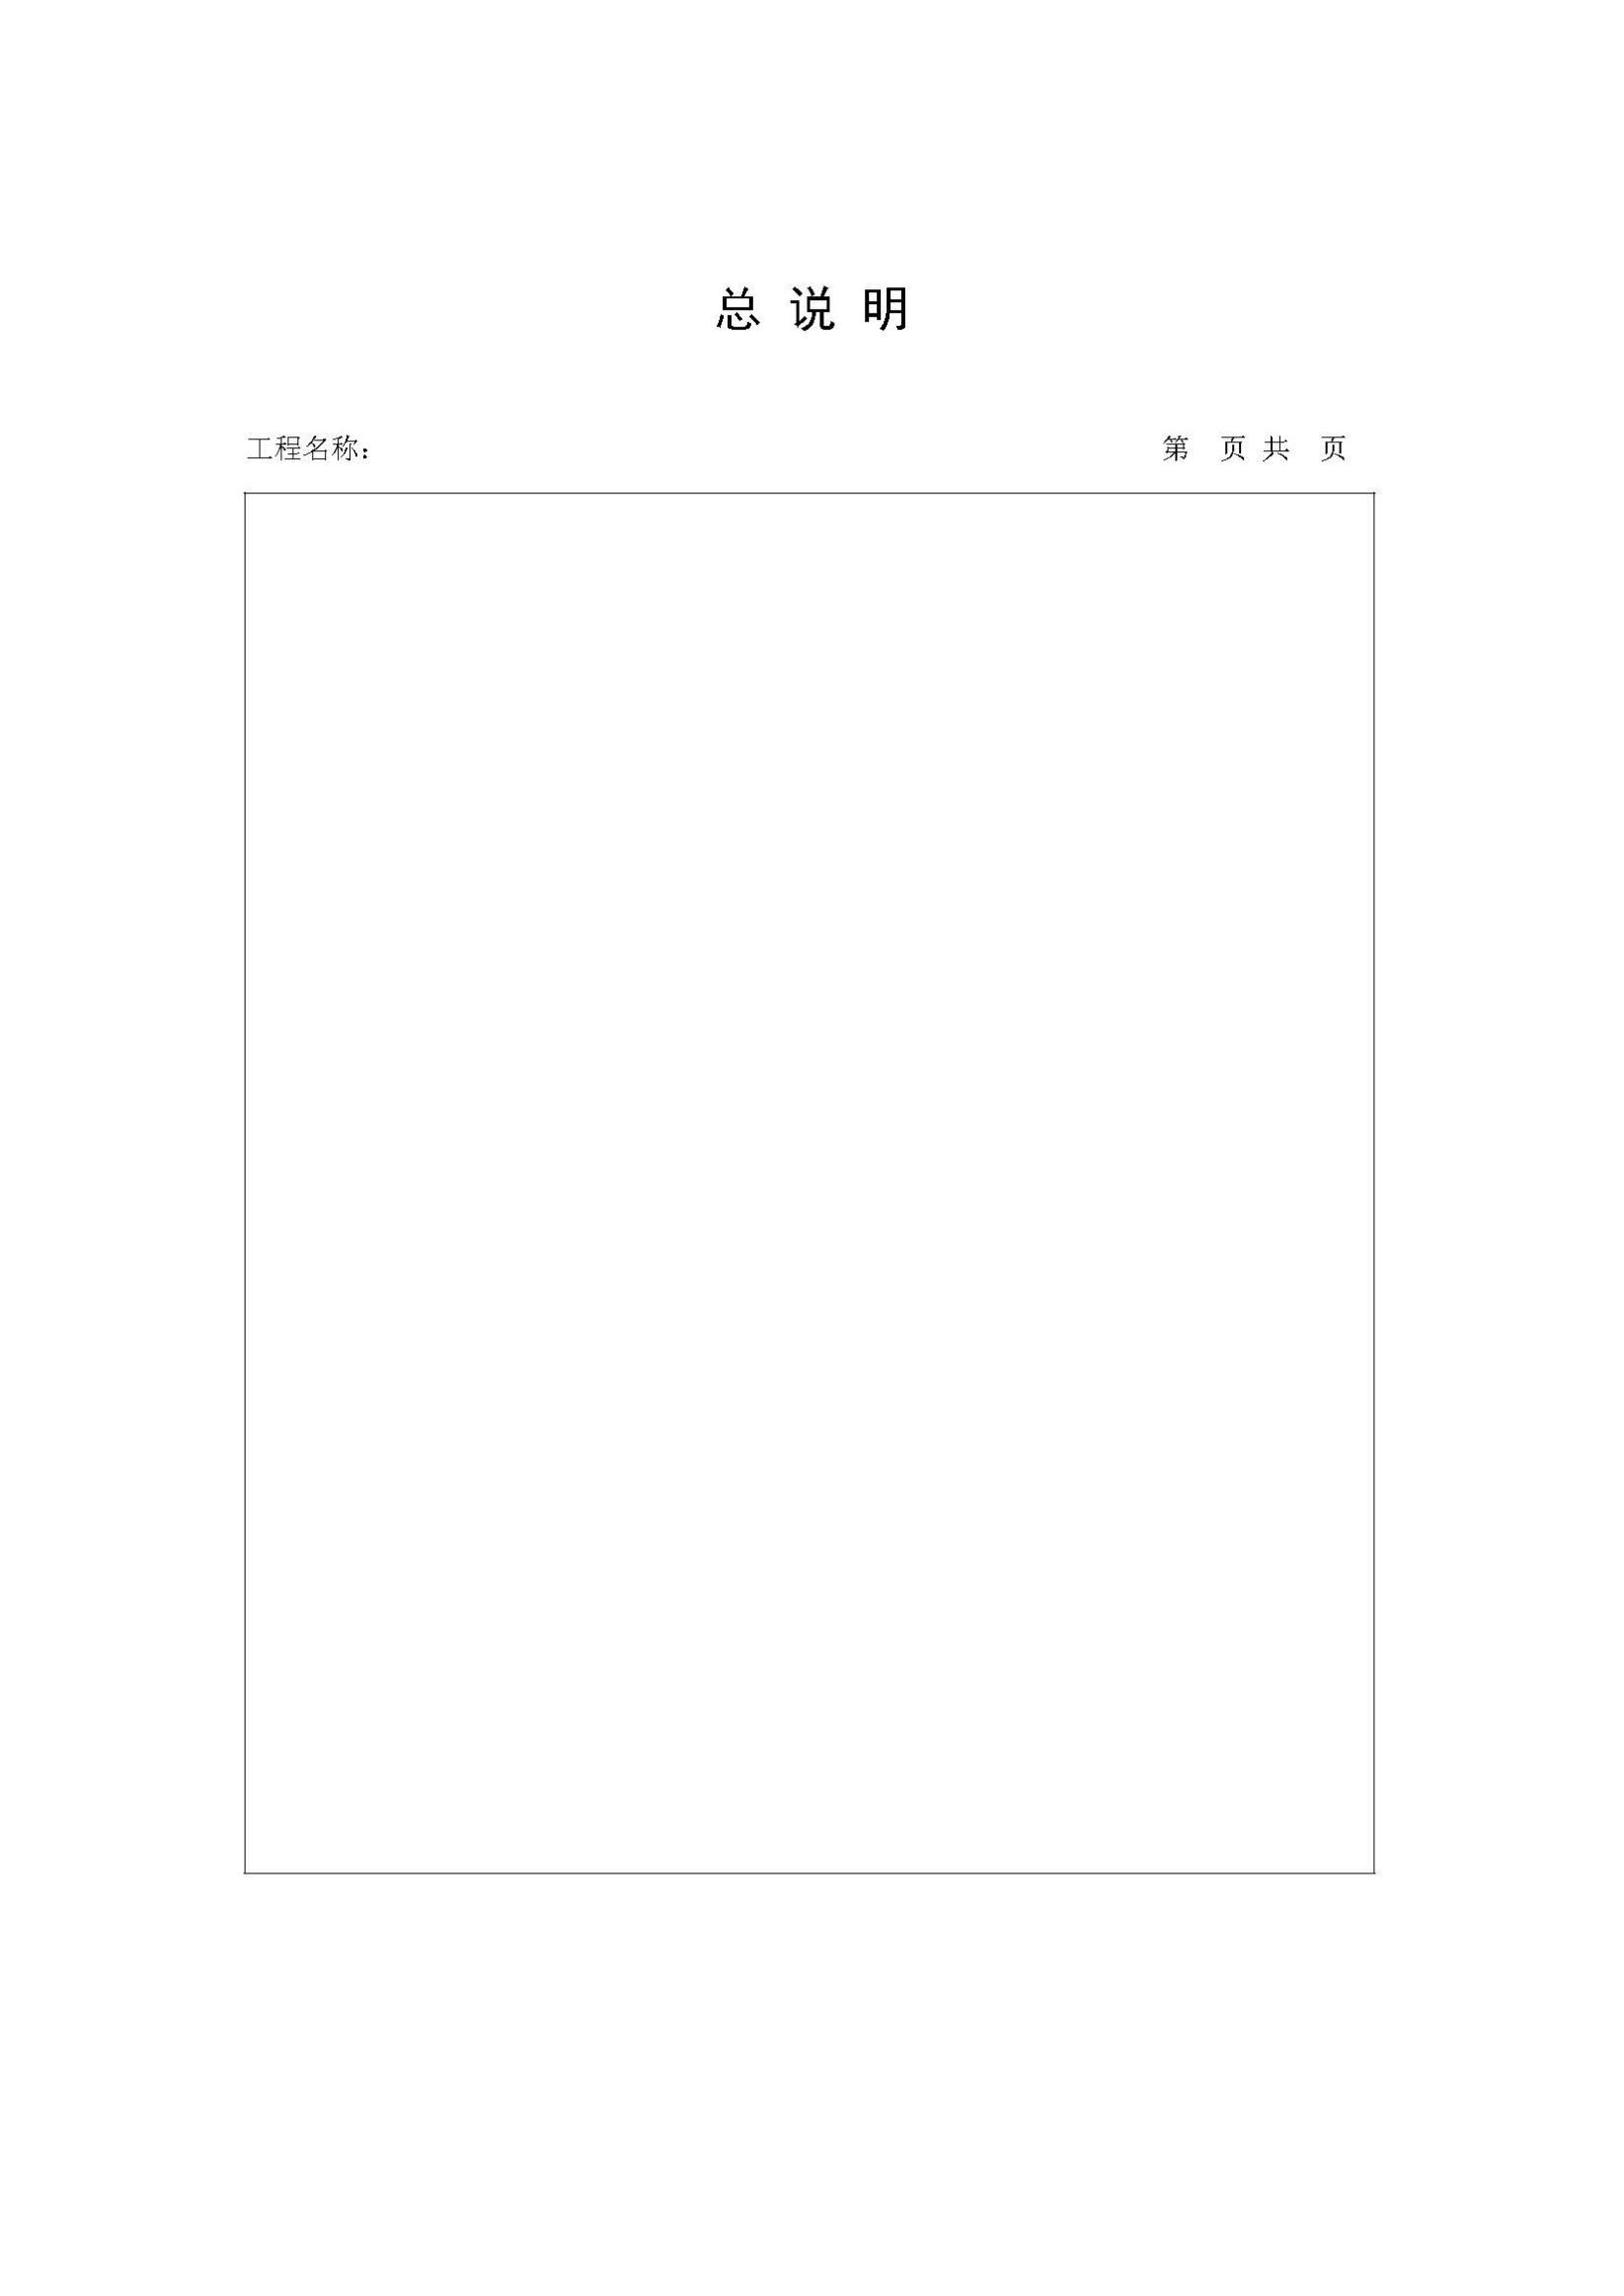 总 说 明
工程名称： 第 页 共 页